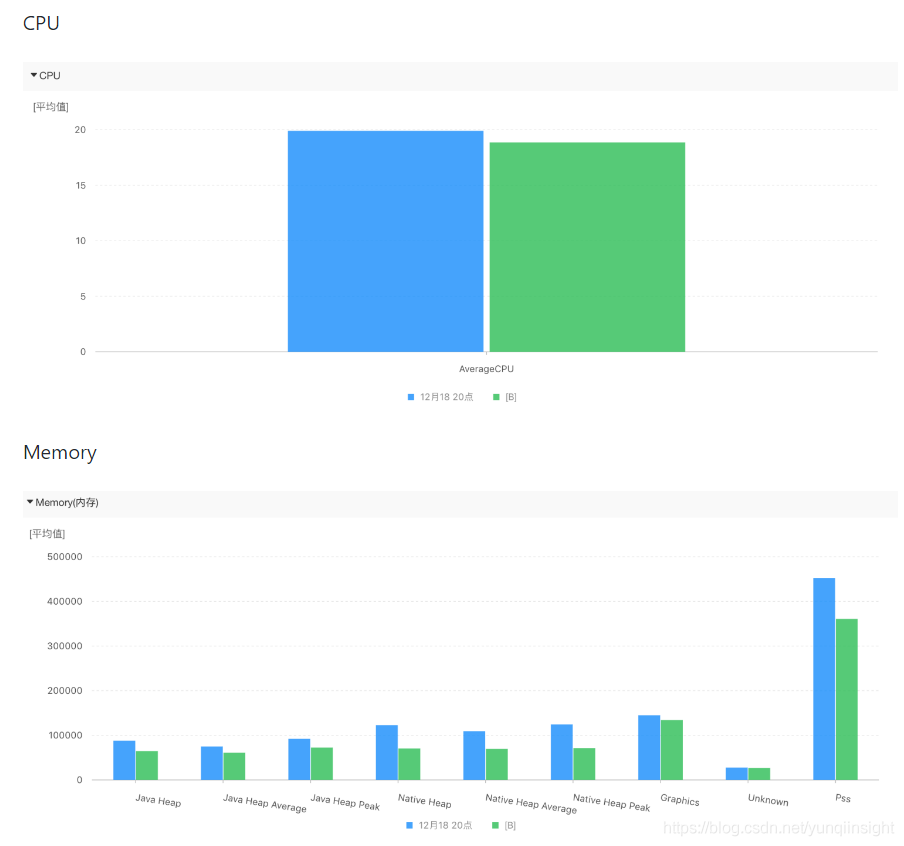 CPU
CPU
[平均值]
20
15
10
5
0
AverageCPU
12月18 20点 [B]
Memory
Memory(内存)
[平均值]
500000
400000
300000
200000
100000
0
Java Heap Java Heap Average Java Heap Peak Native Heap Native Heap Average Native Heap Peak Graphics Unknown Pss
12月18 20点 [B]
https://blog.csdn.net/yunqiinsight